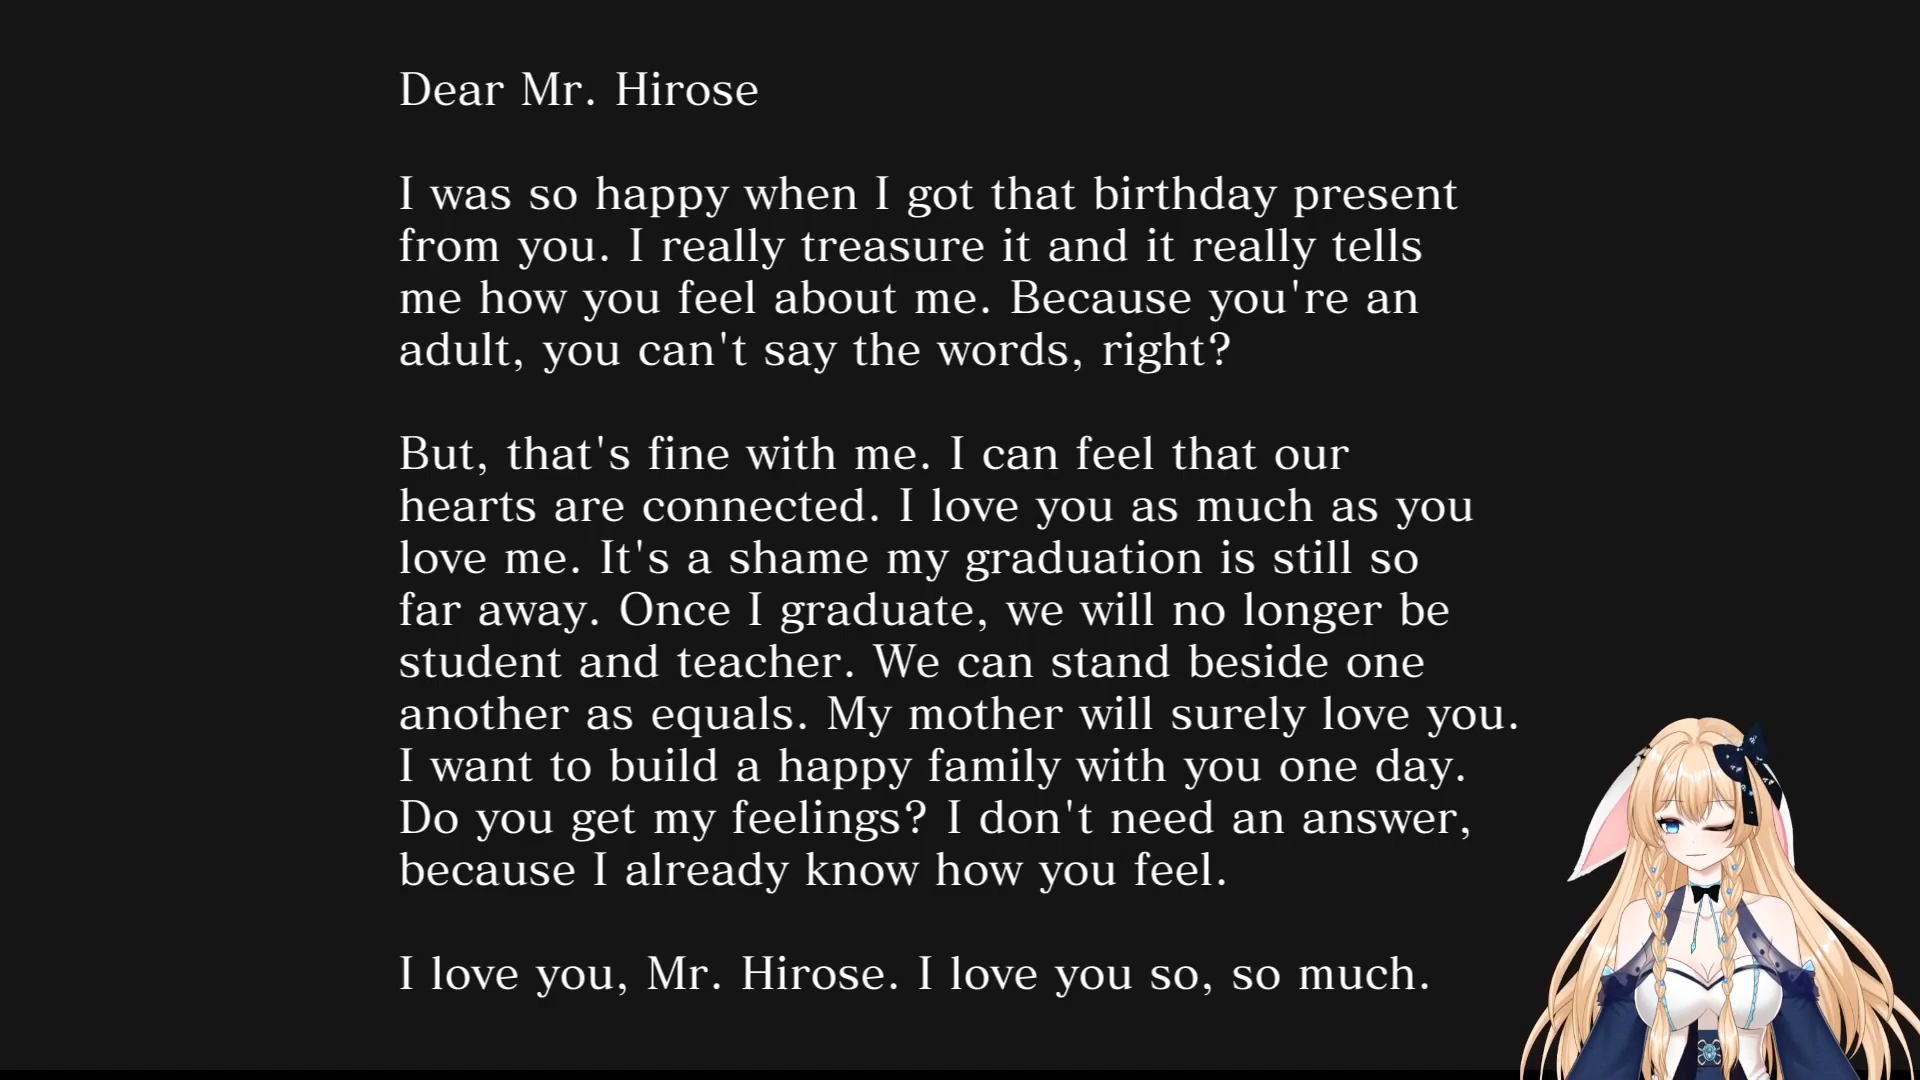 Dear Mr. Hirose
I was so happy when I got that birthday present
from you. I really treasure it and it really tells
me how you feel about me. Because you're an
adult, you can't say the words, right?
But, that's fine with me. I can feel that our
hearts are connected. I love you as much as you
love me. It's a shame my graduation is still so
far away. Once I graduate, we will no longer be
student and teacher. We can stand beside one
another as equals. My mother will surely love you.
I want to build a happy family with you one day.
Do you get my feelings? I don't need an answer,
because I already know how you feel.
I love you, Mr. Hirose. I love you so, so much.